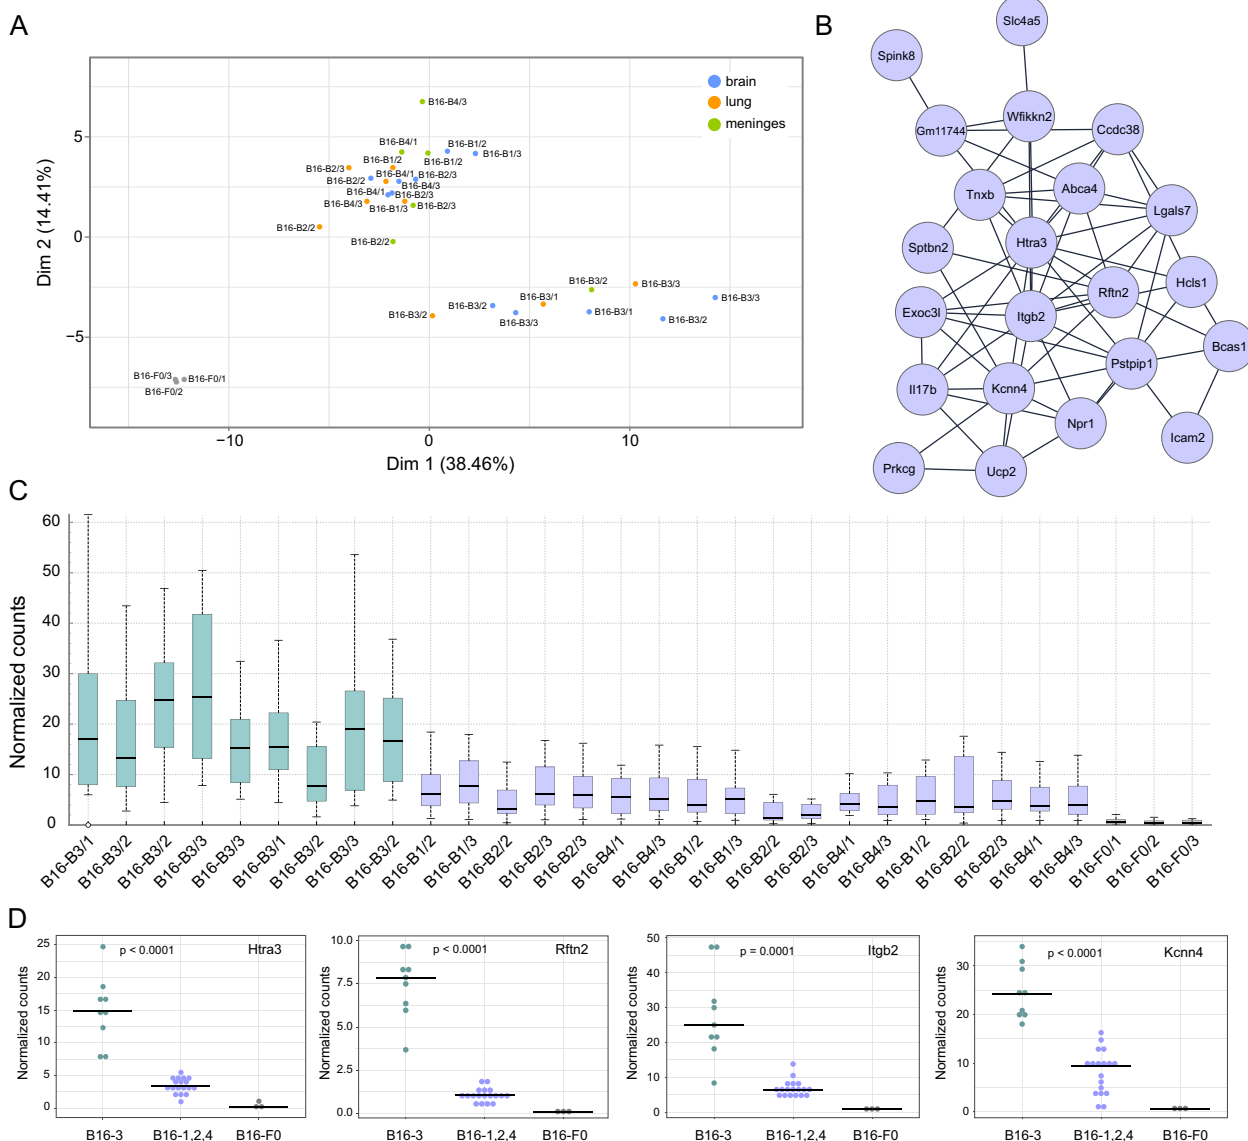 A
brain
lung
meninges
B16-B4/3
B16-B4/1
B16-B1/2
B16-B1/3
B16-B1/2
B16-B1/2
B16-B2/3
B16-B4/1
B16-B2/3
B16-B2/2
B16-B4/3
B16-B4/1
B16-B2/3
B16-B4/3
B16-B1/3
B16-B2/3
B16-B2/2
B16-B2/2
B16-B3/2
B16-B3/3
B16-B3/1
B16-B3/2
B16-B3/3
B16-B3/2
B16-B3/3
B16-B3/1
B16-B3/2
B16-F0/3
B16-F0/1
B16-F0/2
5
0
−5
−10
0
10
Dim 1 (38.46%)
Dim 2 (14.41%)
B
Slc4a5
Spink8
Wfikkn2
Gm11744
Ccdc38
Tnxb
Abca4
Lgals7
Sptbn2
Htra3
Rftn2
Hcls1
Exoc3l
Itgb2
Bcas1
Pstpip1
Il17b
Kcnn4
Npr1
Icam2
Prkcg
Ucp2
C
Normalized counts
60
50
40
30
20
10
0
B16-B3/1
B16-B3/2
B16-B3/2
B16-B3/3
B16-B3/3
B16-B3/1
B16-B3/2
B16-B3/3
B16-B3/2
B16-B1/2
B16-B1/3
B16-B2/2
B16-B2/3
B16-B2/3
B16-B4/1
B16-B4/3
B16-B1/2
B16-B1/3
B16-B2/2
B16-B2/3
B16-B4/1
B16-B4/3
B16-B1/2
B16-B2/2
B16-B2/3
B16-B4/1
B16-B4/3
B16-F0/1
B16-F0/2
B16-F0/3
D
Normalized counts
25
20
15
10
5
0
p < 0.0001
Htra3
B16-3
B16-1,2,4
B16-F0
Normalized counts
10.0
7.5
5.0
2.5
0.0
p < 0.0001
Rftn2
B16-3
B16-1,2,4
B16-F0
Normalized counts
50
40
30
20
10
0
p = 0.0001
Itgb2
B16-3
B16-1,2,4
B16-F0
Normalized counts
30
20
10
0
p < 0.0001
Kcnn4
B16-3
B16-1,2,4
B16-F0